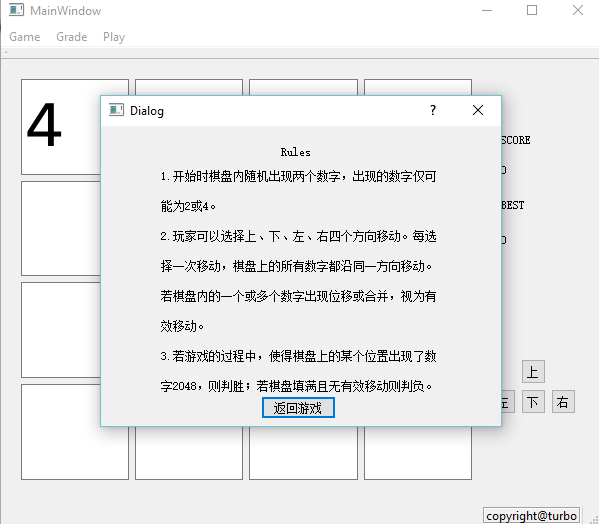 MainWindow
Game Grade Play
4
Dialog
?
Rules
1.开始时棋盘内随机出现两个数字，出现的数字仅可
能为2或4。
2.玩家可以选择上、下、左、右四个方向移动。每选
择一次移动，棋盘上的所有数字都沿同一方向移动。
若棋盘内的一个或多个数字出现位移或合并，视为有
效移动。
3.若游戏的过程中，使得棋盘上的某个位置出现了数
字2048，则判胜；若棋盘填满且无有效移动则判负。
返回游戏
SCORE
0
BEST
0
上
左 下 右
copyright@turbo